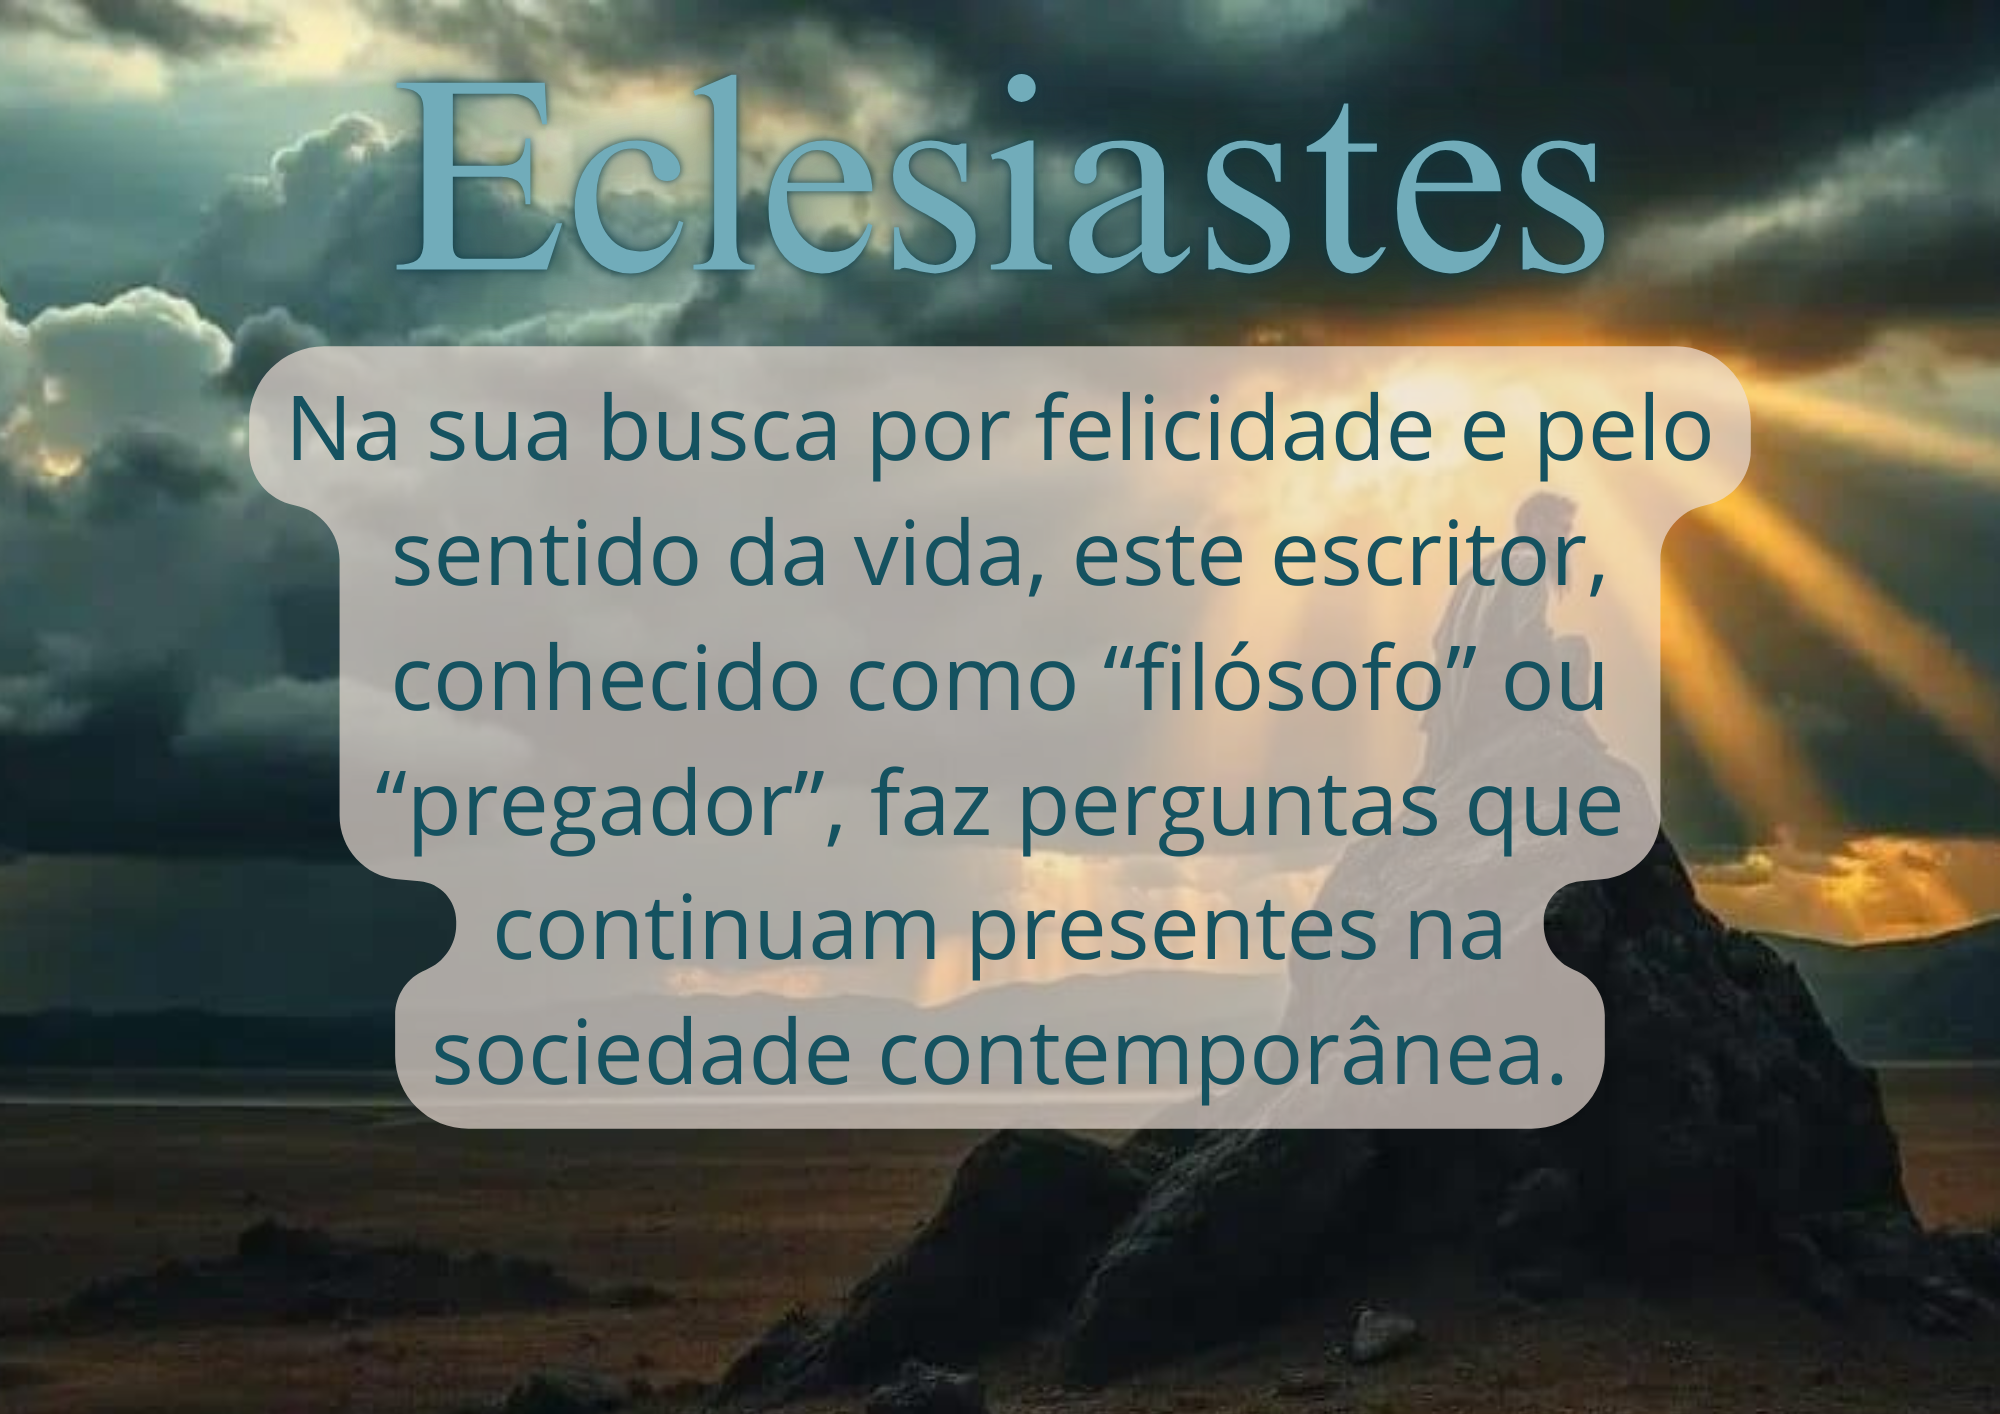 Eclesiastes
Na sua busca por felicidade e pelo
sentido da vida, este escritor,
conhecido como “filósofo” ou
“pregador”, faz perguntas que
continuam presentes na
sociedade contemporânea.